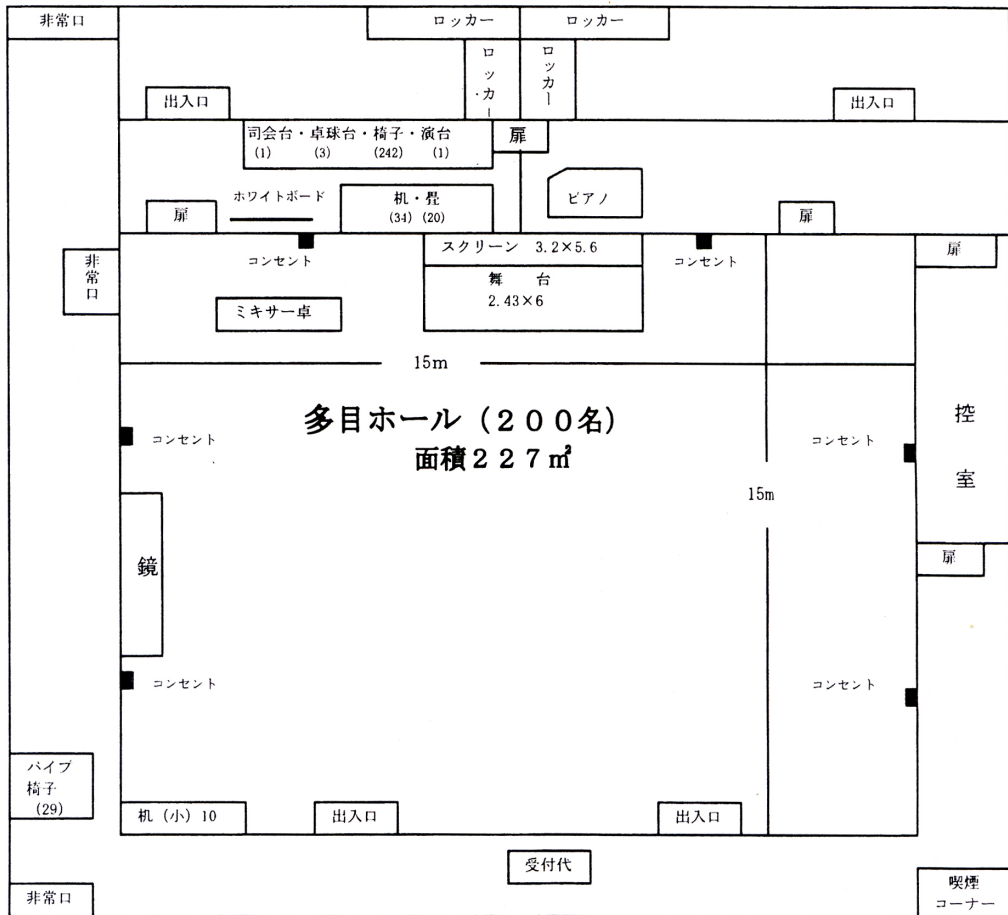 非常口
ロッカー
ロッカー
ロッカー
ロッカー
出入口
出入口
司会台・卓球台・椅子・演台
(1) (3) (242) (1)
扉
ホワイトボード
机・畳
(34) (20)
ピアノ
扉
扉
スクリーン 3.2×5.6
扉
非常口
コンセント
コンセント
舞 台
2.43×6
ミキサー卓
15m
多目ホール(200名)
面積227㎡
控室
コンセント
コンセント
15m
鏡
扉
コンセント
コンセント
パイプ
椅子
(29)
机(小)10
出入口
出入口
受付代
非常口
喫煙
コーナー